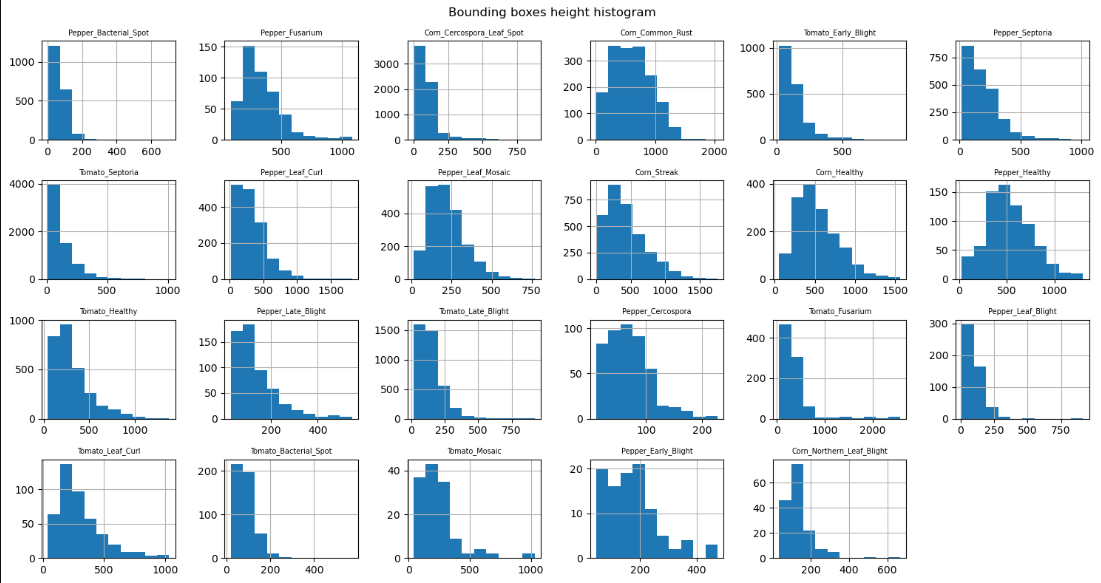 Bounding boxes height histogram
Pepper_Bacterial_Spot Pepper_Fusarium Corn_Cercospora_Leaf_Spot Corn_Common_Rust Tomato_Early_Blight Pepper_Septoria
1000 500 0 0 200 400 600
150 100 50 0 500 1000
3000 2000 1000 0 0 250 500 750
300 200 100 0 0 1000 2000
1000 500 0 500
750 500 250 0 0 500 1000
Tomato_Septoria Pepper_Leaf_Curl Pepper_Leaf_Mosaic Corn_Streak Corn_Healthy Pepper_Healthy
4000 2000 0 0 500 1000
400 200 0 0 500 1000 1500
400 200 0 0 250 500 750
750 500 250 0 0 500 1000 1500
400 200 0 0 500 1000 1500
150 100 50 0 0 500 1000
Tomato_Healthy Pepper_Late_Blight Tomato_Late_Blight Pepper_Cercospora Tomato_Fusarium Pepper_Leaf_Blight
1000 500 0 0 500 1000
150 100 50 0 200 400
1500 1000 500 0 250 500 750
100 50 0 100 200
400 200 0 0 1000 2000
300 200 100 0 0 250 500 750
Tomato_Leaf_Curl Tomato_Bacterial_Spot Tomato_Mosaic Pepper_Early_Blight Corn_Northern_Leaf_Blight
100 50 0 0 500 1000
200 100 0 0 200 400
40 20 0 500 1000
20 10 0 200 400
60 40 20 0 200 400 600